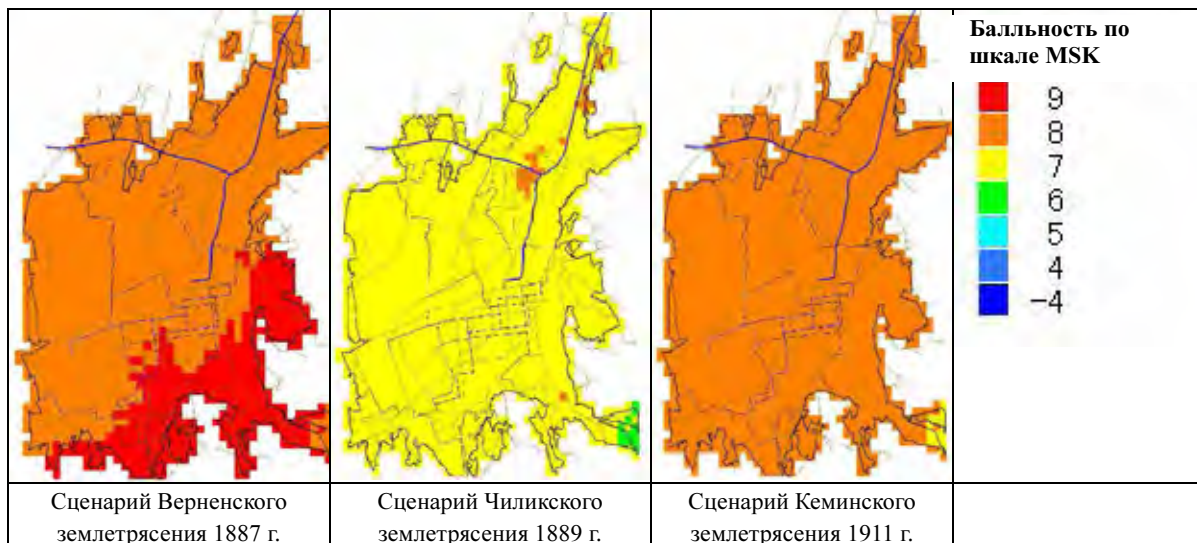 Балльность по
шкале MSK
9
8
7
6
5
4
−4
Сценарий Верненского
землетрясения 1887 г.
Сценарий Чиликского
землетрясения 1889 г.
Сценарий Кеминского
землетрясения 1911 г.